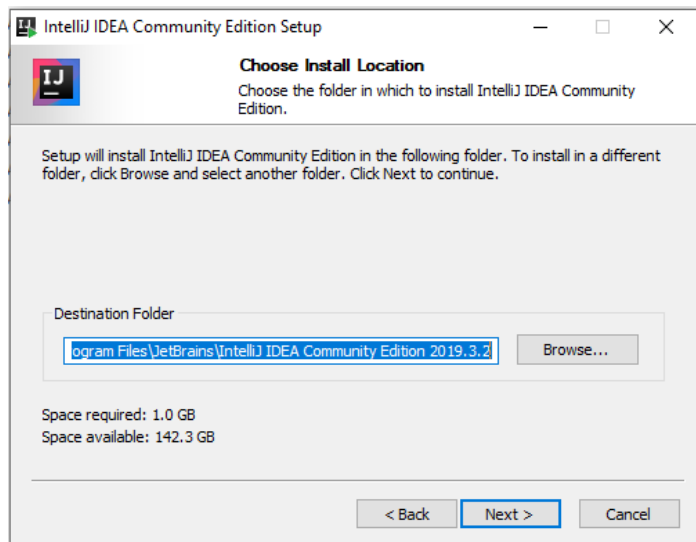 IntelliJ IDEA Community Edition Setup
IJ
Choose Install Location
Choose the folder in which to install IntelliJ IDEA Community
Edition.
Setup will install IntelliJ IDEA Community Edition in the following folder. To install in a different
folder, click Browse and select another folder. Click Next to continue.
Destination Folder
ogram Files\JetBrains\IntelliJ IDEA Community Edition 2019.3.2
Browse...
Space required: 1.0 GB
Space available: 142.3 GB
< Back Next > Cancel